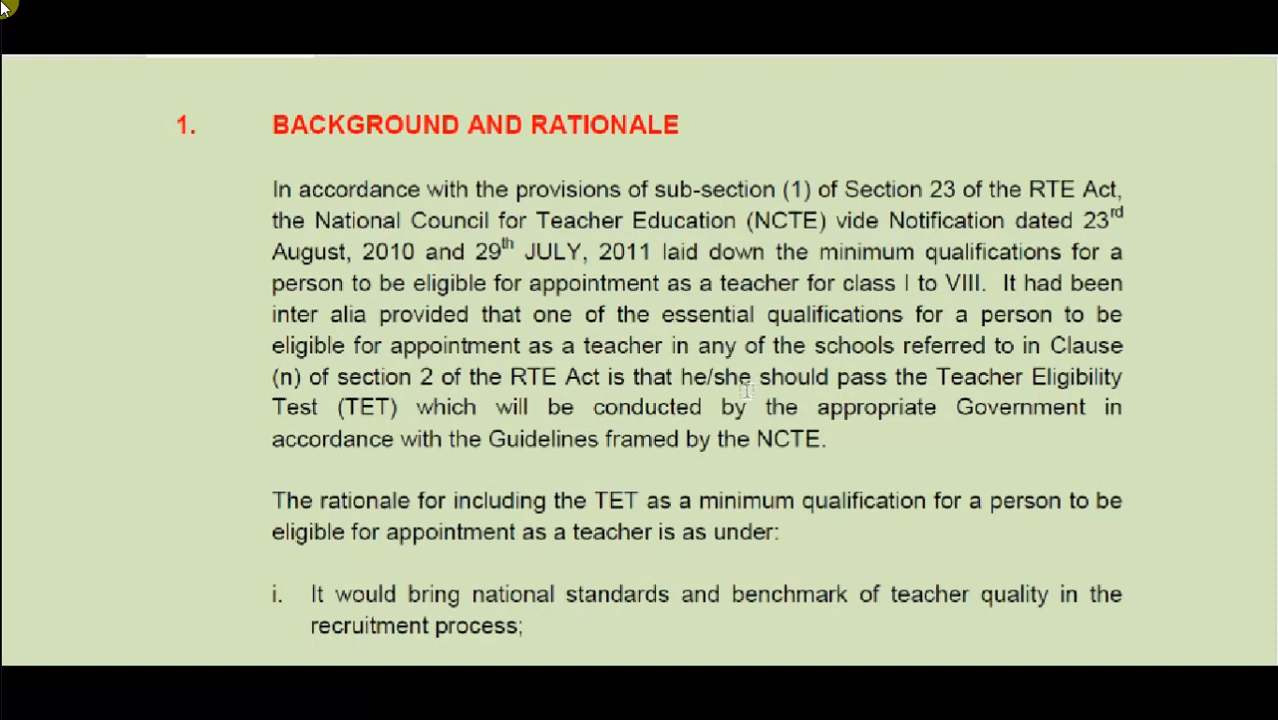 1. BACKGROUND AND RATIONALE
In accordance with the provisions of sub-section (1) of Section 23 of the RTE Act,
the National Council for Teacher Education (NCTE) vide Notification dated 23rd
August, 2010 and 29th JULY, 2011 laid down the minimum qualifications for a
person to be eligible for appointment as a teacher for class I to VIII. It had been
inter alia provided that one of the essential qualifications for a person to be
eligible for appointment as a teacher in any of the schools referred to in Clause
(n) of section 2 of the RTE Act is that he/she should pass the Teacher Eligibility
Test (TET) which will be conducted by the appropriate Government in
accordance with the Guidelines framed by the NCTE.
The rationale for including the TET as a minimum qualification for a person to be
eligible for appointment as a teacher is as under:
i. It would bring national standards and benchmark of teacher quality in the
recruitment process;